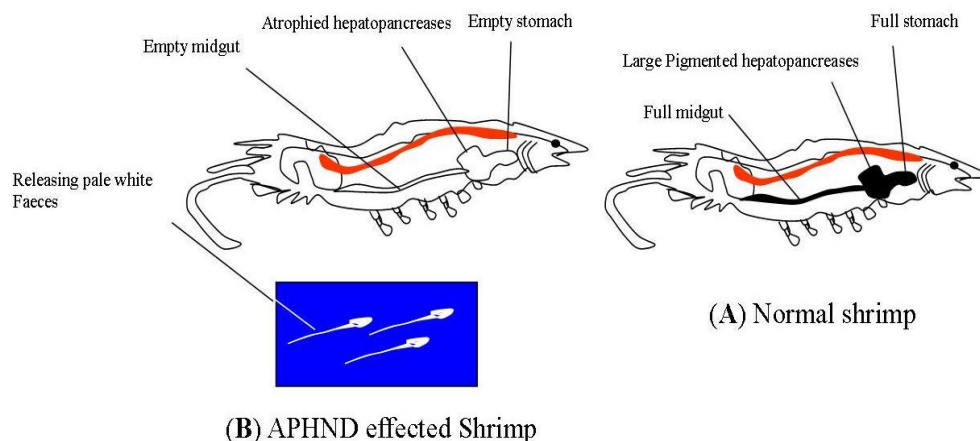 Atrophied hepatopancreases
Empty stomach
Empty midgut
Releasing pale white
Faeces
(B) APHND effected Shrimp
Full stomach
Large Pigmented hepatopancreases
Full midgut
(A) Normal shrimp